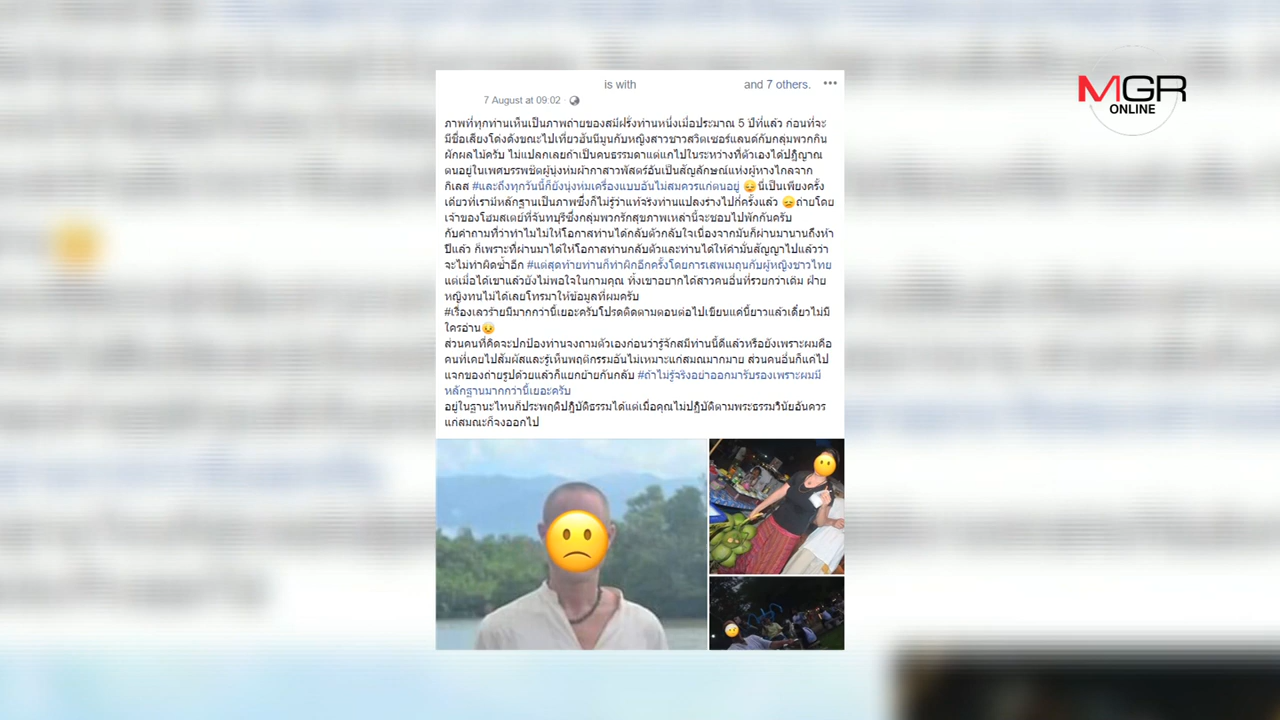 MGR
ONLINE
is with and 7 others. •••
7 August at 09:02 ·
ภาพที่ทุกท่านเห็นเป็นภาพถ่ายของสมีฝรั่งท่านหนึ่งเมื่อประมาณ 5 ปีที่แล้ว ก่อนที่จะ
มีชื่อเสียงโด่งดังขณะไปเที่ยวฮันนีมูนกับหญิงสาวชาวสวิตเซอร์แลนด์กับกลุ่มพวกกิน
ผักผลไม้ครับ ไม่แปลกเลยถ้าเป็นคนธรรมดาแต่แกไปในระหว่างที่ตัวเองได้ปฏิญาณ
ตนอยู่ในเพศบรรพชิตผู้นุ่งห่มผ้ากาสาวพัสตร์อันเป็นสัญลักษณ์แห่งผู้ห่างไกลจาก
กิเลส #และถึงทุกวันนี้ก็ยังนุ่งห่มเครื่องแบบอันไม่สมควรแก่ตนอยู่ 😞นี่เป็นเพียงครั้ง
เดียวที่เรามีหลักฐานเป็นภาพซึ่งก็ไม่รู้ว่าแท้จริงท่านแปลงร่างไปกี่ครั้งแล้ว 😞ถ่ายโดย
เจ้าของโฮมสเตย์ที่จันทบุรีซึ่งกลุ่มพวกรักสุขภาพเหล่านี้จะชอบไปพักกันครับ
กับคำถามที่ว่าทำไมไม่ให้โอกาสท่านได้กลับตัวกลับใจเนื่องจากมันก็ผ่านมานานถึงห้า
ปีแล้ว ก็เพราะที่ผ่านมาได้ให้โอกาสท่านกลับตัวและท่านได้ให้คำมั่นสัญญาไปแล้วว่า
จะไม่ทำผิดซ้ำอีก #แต่สุดท้ายท่านก็ทำผิกอีกครั้งโดยการเสพเมถุนกับผู้หญิงชาวไทย
แต่เมื่อได้เขาแล้วยังไม่พอใจในกามคุณ ทิ้งเขาอยากได้สาวคนอื่นที่รวยกว่าเดิม ฝ่าย
หญิงทนไม่ได้เลยโทรมาให้ข้อมูลที่ผมครับ
#เรื่องเลวร้ายมีมากกว่านี้เยอะครับโปรดติดตามตอนต่อไปเขียนแค่นี้ยาวแล้วเดี๋ยวไม่มี
ใครอ่าน😠
ส่วนคนที่คิดจะปกป้องท่านจงถามตัวเองก่อนว่ารู้จักสมีท่านนี้ดีแล้วหรือยังเพราะผมคือ
คนที่เคยไปสัมผัสและรู้เห็นพฤติกรรมอันไม่เหมาะแก่สมณมากมาย ส่วนคนอื่นก็แค่ไป
แจกของถ่ายรูปด้วยแล้วก็แยกย้ายกันกลับ #ถ้าไม่รู้จริงอย่าออกมารับรองเพราะผมมี
หลักฐานมากกว่านี้เยอะครับ
อยู่ในฐานะไหนก็ประพฤติปฏิบัติธรรมได้แต่เมื่อคุณไม่ปฏิบัติตามพระธรรมวินัยอันควร
แก่สมณะก็จงออกไป